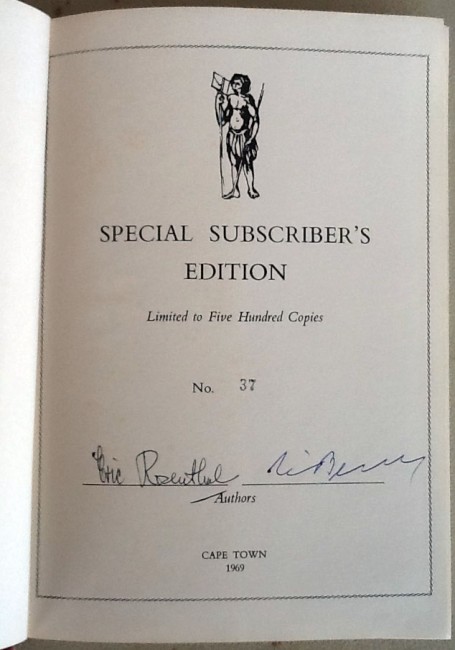 SPECIAL SUBSCRIBER'S
EDITION
Limited to Five Hundred Copies
No. 37
Eric Rosenthal
Authors
CAPE TOWN
1969